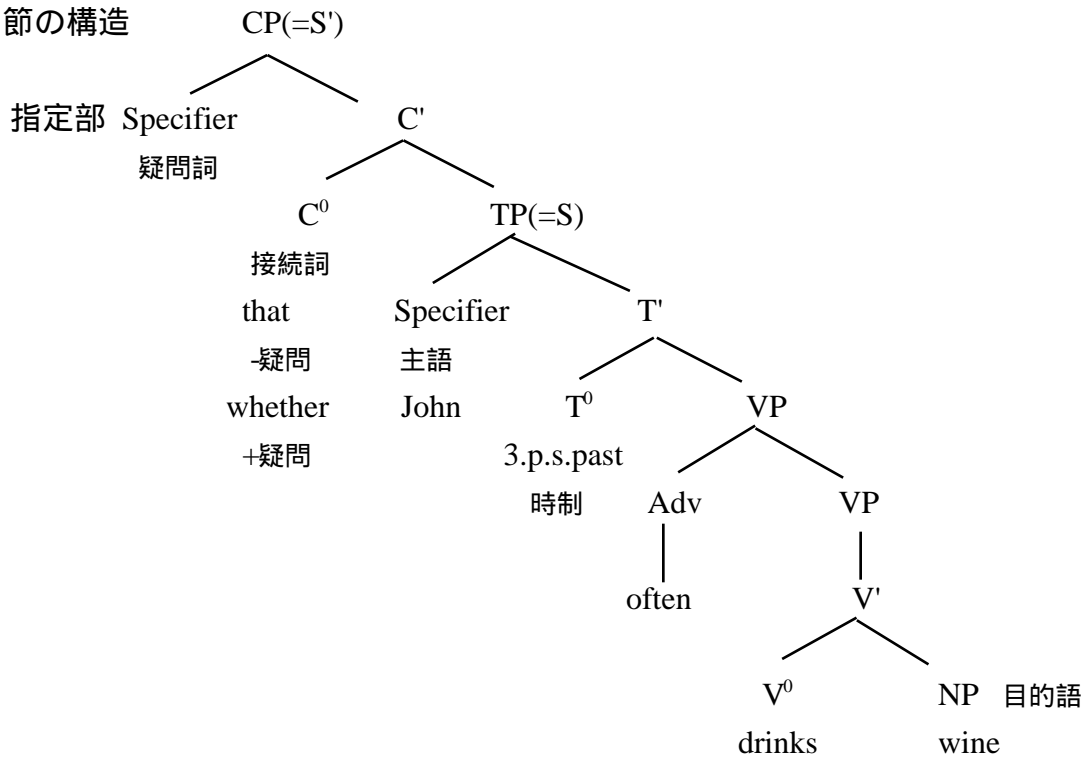 節の構造 CP(=S')
指定部 Specifier C'
疑問詞
C⁰ TP(=S)
接続詞
that Specifier T'
-疑問 主語
whether John T⁰ VP
+疑問 3.p.s.past
時制 Adv VP
often V'
V⁰ NP 目的語
drinks wine